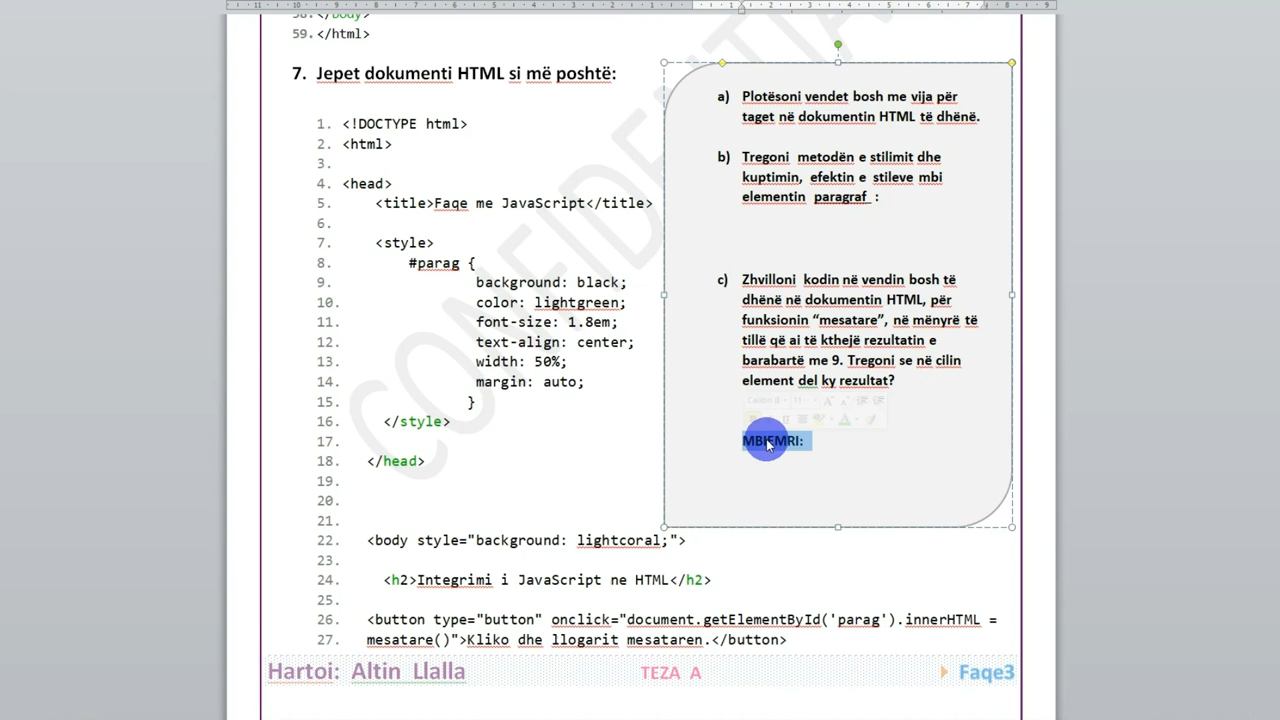 58. </body>
59. </html>
7. Jepet dokumenti HTML si më poshtë:
1. <!DOCTYPE html>
2. <html>
3.
4. <head>
5. <title>Faqe me JavaScript</title>
6.
7. <style>
8. #parag {
9. background: black;
10. color: lightgreen;
11. font-size: 1.8em;
12. text-align: center;
13. width: 50%;
14. margin: auto;
15. }
16. </style>
17.
18. </head>
19.
20.
21.
22. <body style="background: lightcoral;">
23.
24. <h2>Integrimi i JavaScript ne HTML</h2>
25.
26. <button type="button" onclick="document.getElementById('parag').innerHTML =
27. mesatare()">Kliko dhe llogarit mesataren.</button>
a) Plotësoni vendet bosh me vija për
taget në dokumentin HTML të dhënë.
b) Tregoni metodën e stilimit dhe
kuptimin, efektin e stileve mbi
elementin paragraf :
c) Zhvilloni kodin në vendin bosh të
dhënë në dokumentin HTML, për
funksionin “mesatare”, në mënyrë të
tillë që ai të kthejë rezultatin e
barabartë me 9. Tregoni se në cilin
element del ky rezultat?
MBIEMRI:
CONFIDENTIA
Hartoi: Altin Llalla
TEZA A
Faqe3